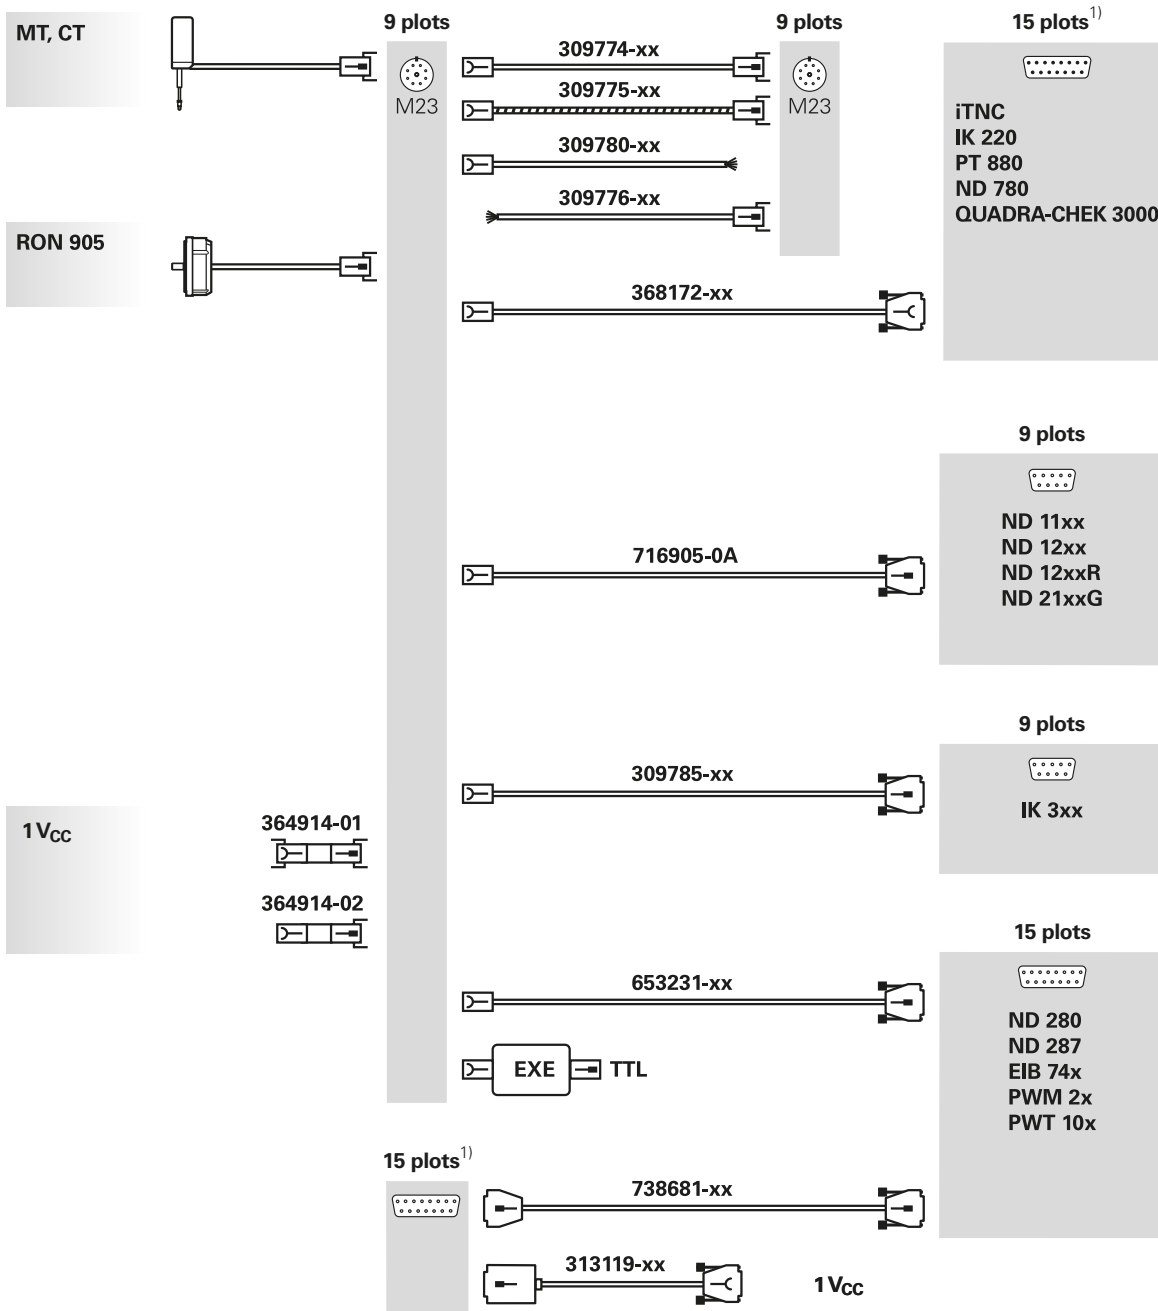 MT, CT
9 plots
9 plots
15 plots1)
309774-xx
M23
309775-xx
M23
309780-xx
309776-xx
iTNC
IK 220
PT 880
ND 780
QUADRA-CHEK 3000
RON 905
368172-xx
9 plots
716905-0A
ND 11xx
ND 12xx
ND 12xxR
ND 21xxG
9 plots
309785-xx
IK 3xx
1 VCC
364914-01
364914-02
15 plots
653231-xx
EXE
TTL
ND 280
ND 287
EIB 74x
PWM 2x
PWT 10x
15 plots1)
738681-xx
313119-xx
1 VCC